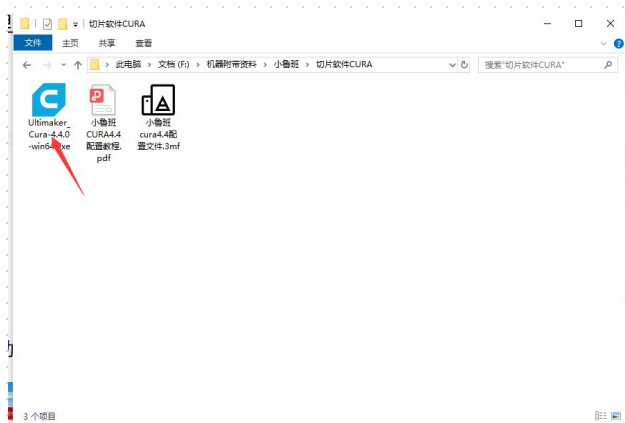 切片软件CURA
文件 主页 共享 查看
此电脑 › 文档 (F:) › 机器附带资料 › 小鲁班 › 切片软件CURA
搜索"切片软件CURA"
Ultimaker_
Cura-4.4.0
-win64.exe
小鲁班
CURA4.4
配置教程.
pdf
小鲁班
cura4.4配
置文件.3mf
3 个项目